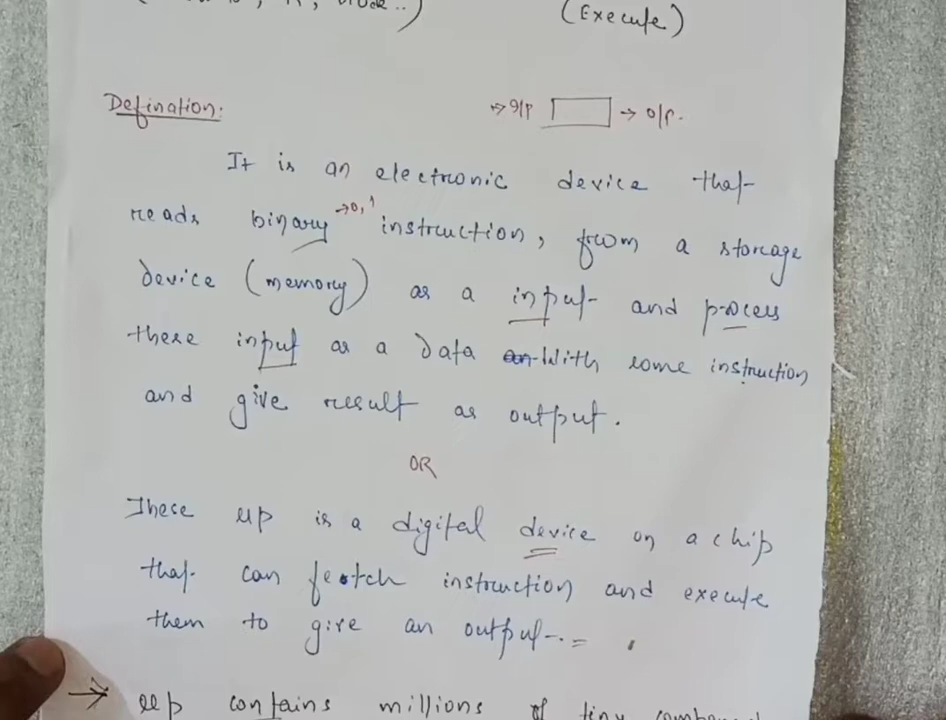 (Execute)
Defination: → I/P → O/P.
It is an electronic device that
reads binary →0,1 instruction, from a storage
device (memory) as a input and process
these input as a data with some instruction
and give result as output.
OR
These up is a digital device on a chip
that can fetch instruction and execute
them to give an output.
→ up contains millions of tiny